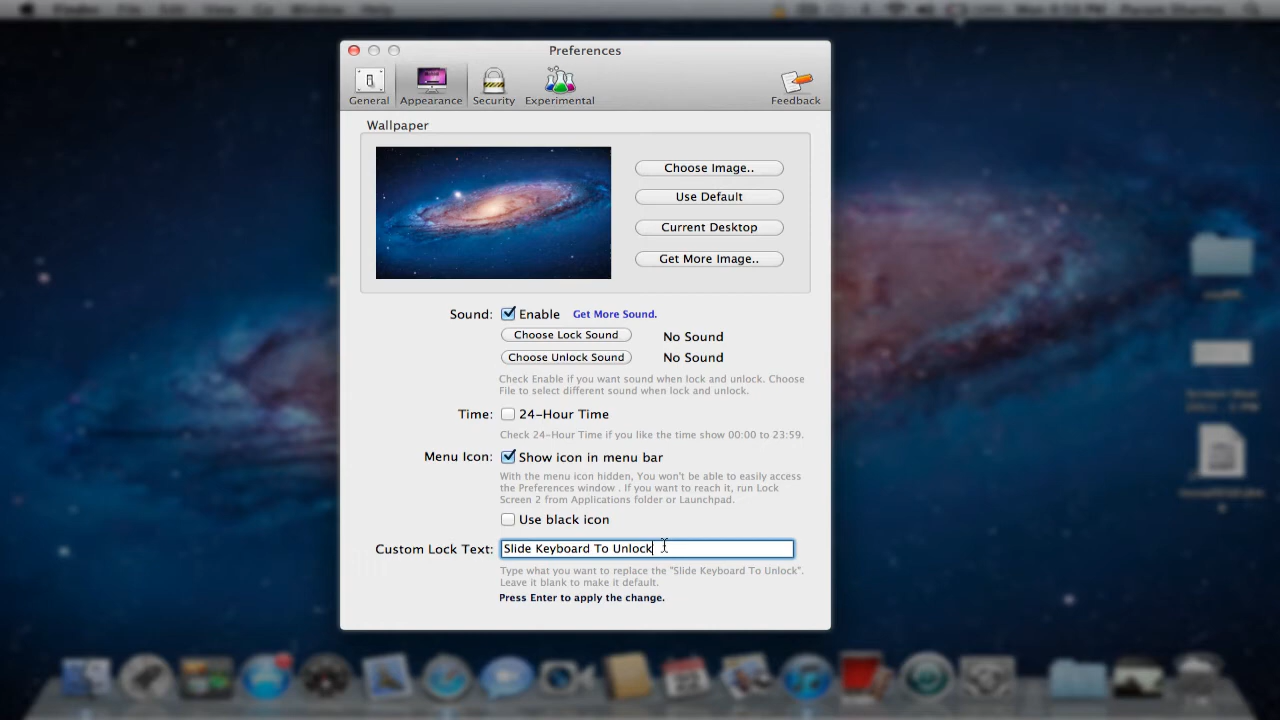 Finder File Edit View Go Window Help
Preferences
General Appearance Security Experimental Feedback
Wallpaper
Choose Image..
Use Default
Current Desktop
Get More Image..
Sound: Enable Get More Sound.
Choose Lock Sound No Sound
Choose Unlock Sound No Sound
Check Enable if you want sound when lock and unlock. Choose
File to select different sound when lock and unlock.
Time: 24-Hour Time
Check 24-Hour Time if you like the time show 00:00 to 23:59.
Menu Icon: Show icon in menu bar
With the menu icon hidden, You won't be able to easily access
the Preferences window . If you want to reach it, run Lock
Screen 2 from Applications folder or Launchpad.
Use black icon
Custom Lock Text: Slide Keyboard To Unlock
Type what you want to replace the "Slide Keyboard To Unlock".
Leave it blank to make it default.
Press Enter to apply the change.